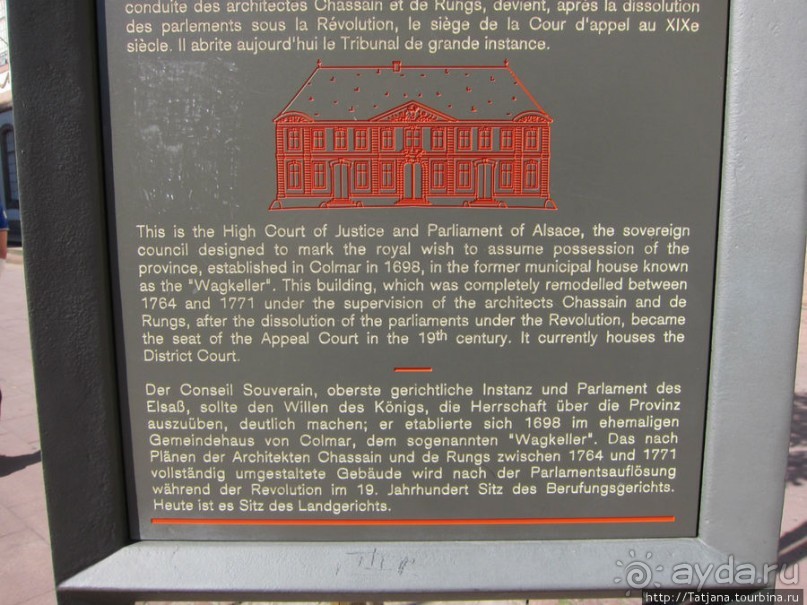 conduite des architectes Chassain et de Rungs, devient, après la dissolution
des parlements sous la Révolution, le siège de la Cour d'appel au XIXe
siècle. Il abrite aujourd'hui le Tribunal de grande instance.
This is the High Court of Justice and Parliament of Alsace, the sovereign
council designed to mark the royal wish to assume possession of the
province, established in Colmar in 1698, in the former municipal house known
as the "Wagkeller". This building, which was completely remodelled between
1764 and 1771 under the supervision of the architects Chassain and de
Rungs, after the dissolution of the parliaments under the Revolution, became
the seat of the Appeal Court in the 19th century. It currently houses the
District Court.
Der Conseil Souverain, oberste gerichtliche Instanz und Parlament des
Elsaß, sollte den Willen des Königs, die Herrschaft über die Provinz
auszuüben, deutlich machen; er etablierte sich 1698 im ehemaligen
Gemeindehaus von Colmar, dem sogenannten "Wagkeller". Das nach
Plänen der Architekten Chassain und de Rungs zwischen 1764 und 1771
vollständig umgestaltete Gebäude wird nach der Parlamentsauflösung
während der Revolution im 19. Jahrhundert Sitz des Berufungsgerichts.
Heute ist es Sitz des Landgerichts.
ayda.ru
http://Tatjana.tourbina.ru